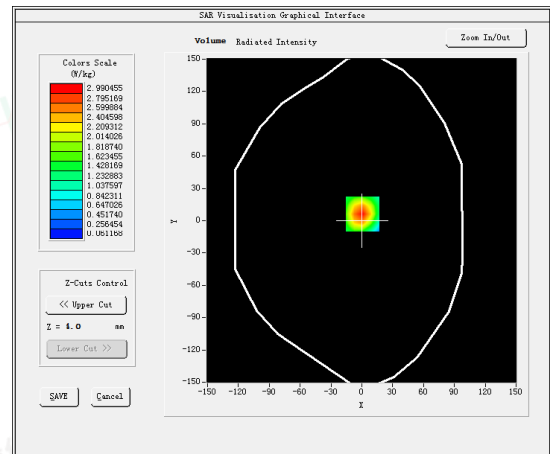 SAR Visualisation Graphical Interface
Volume Radiated Intensity
Zoom In/Out
Colors Scale
(W/kg)
2.990455
2.795169
2.599884
2.404598
2.209312
2.014026
1.818740
1.623455
1.428169
1.232883
1.037597
0.842311
0.647026
0.451740
0.256454
0.061168
Z-Cuts Control
<< Upper Cut
Z = 4.0 mm
Lower Cut >>
SAVE
Cancel
150
120
90
60
30
0
-30
-60
-90
-120
-150
Y
-150 -120 -90 -60 -30 0 30 60 90 120 150
X